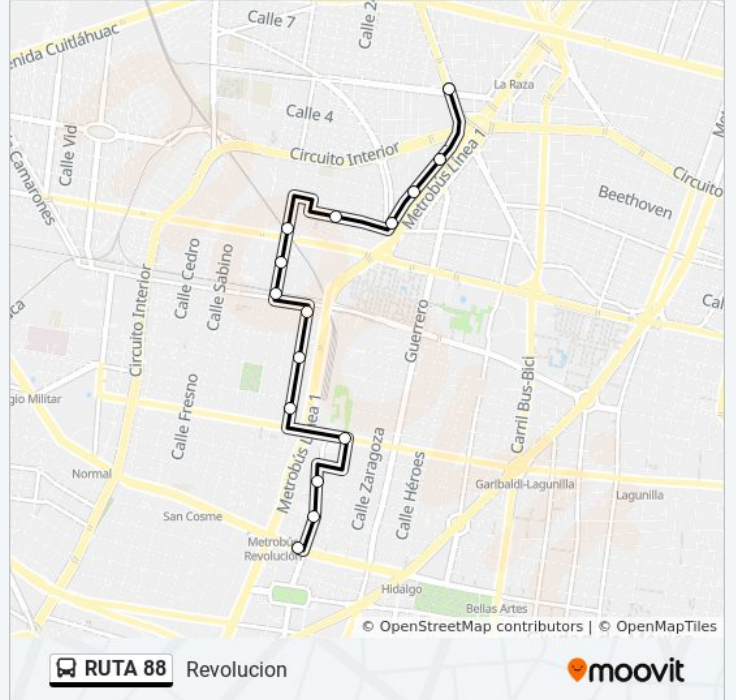 Calle 7
Calle 2
enida Cuitláhuac
La Raza
Calle 4
Circuito Interior
Metrobús Línea 1
Calle Vid
Camarones
Circuito
Beethoven
Calle Cedro
Calle Sabino
Circuito Interior
Guerrero
Cal
Carril Bus-Bici
gio Militar
Calle Fresno
Metrobús Línea 1
Calle Zaragoza
Calle Héroes
Normal
Garibaldi-Lagunilla
Lagunilla
San Cosme
Metrobús
Revolución
Hidalgo
Bellas Artes
© OpenStreetMap contributors | © OpenMapTiles
RUTA 88 Revolucion
moovit